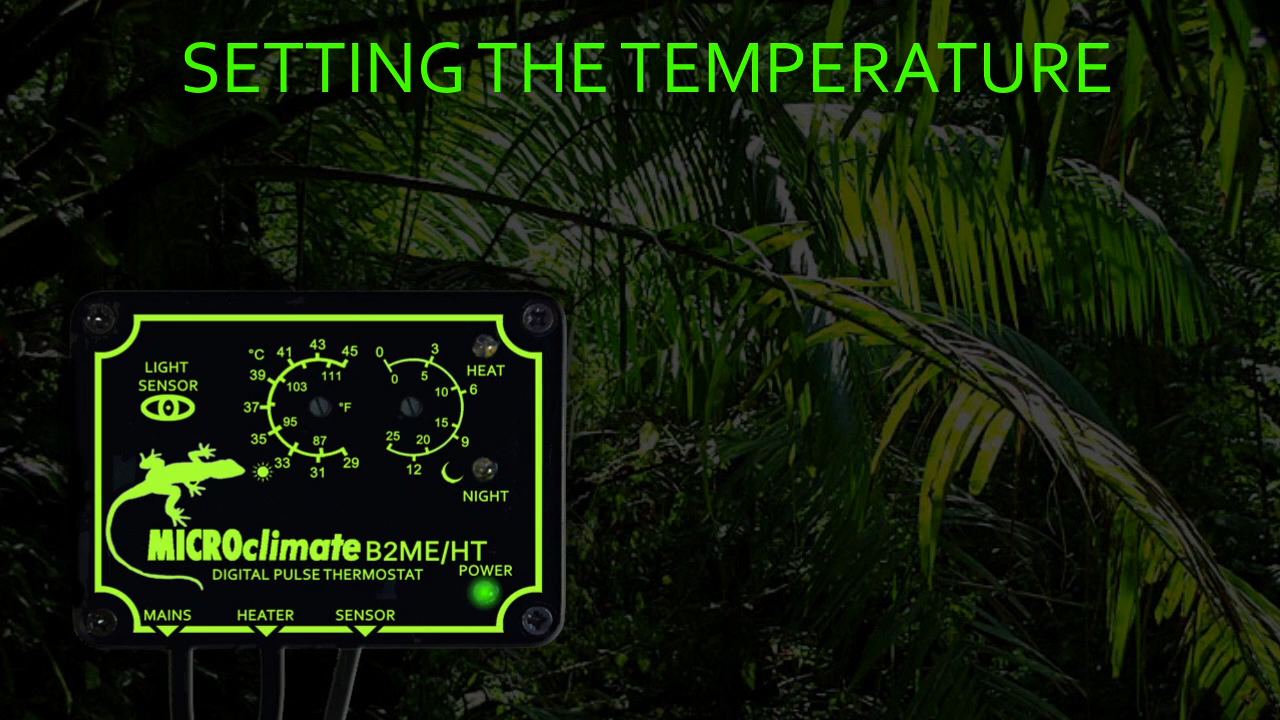 SETTING THE TEMPERATURE
LIGHT
SENSOR
°C 41 43 45
39 103 111
37 °F
35 95
33 87 29
31
0 3
0 5
10 6
15 9
25 20
12
HEAT
NIGHT
MICROclimate B2ME/HT
DIGITAL PULSE THERMOSTAT
POWER
MAINS HEATER SENSOR